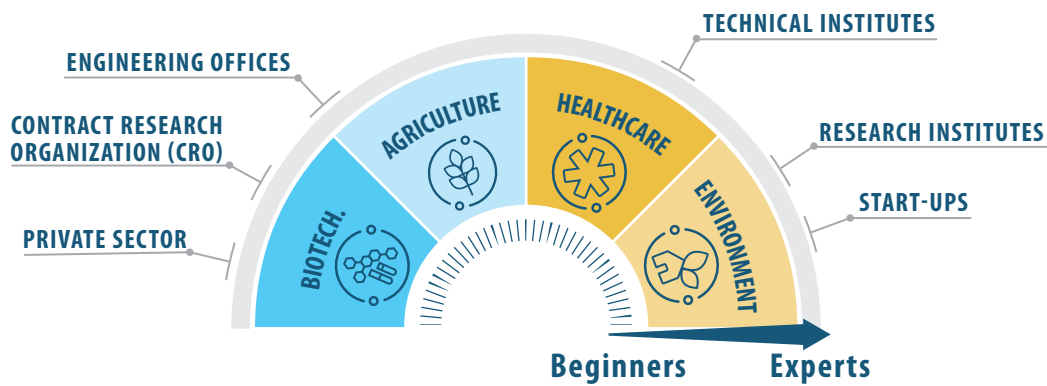 TECHNICAL INSTITUTES
ENGINEERING OFFICES
AGRICULTURE
HEALTHCARE
CONTRACT RESEARCH
ORGANIZATION (CRO)
RESEARCH INSTITUTES
BIOTECH.
ENVIRONMENT
START-UPS
PRIVATE SECTOR
Beginners
Experts